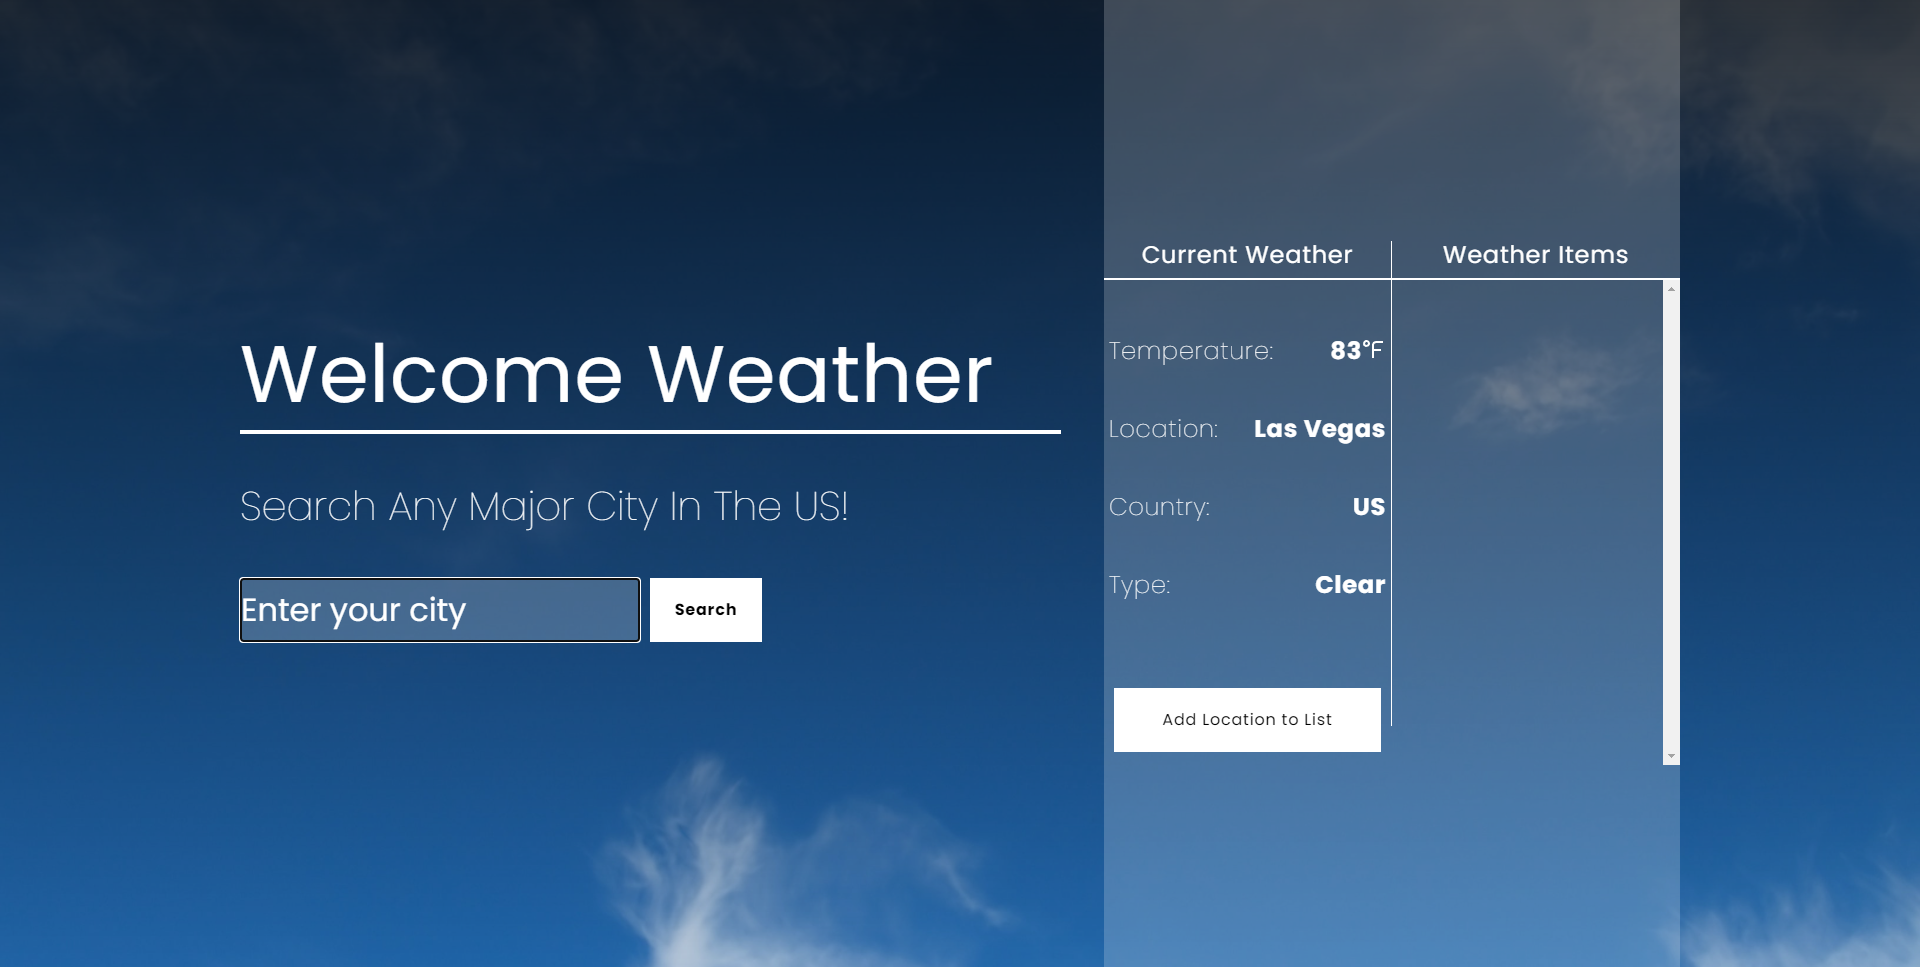 Welcome Weather
Search Any Major City In The US!
Enter your city
Search
Current Weather
Weather Items
Temperature: 83°F
Location: Las Vegas
Country: US
Type: Clear
Add Location to List